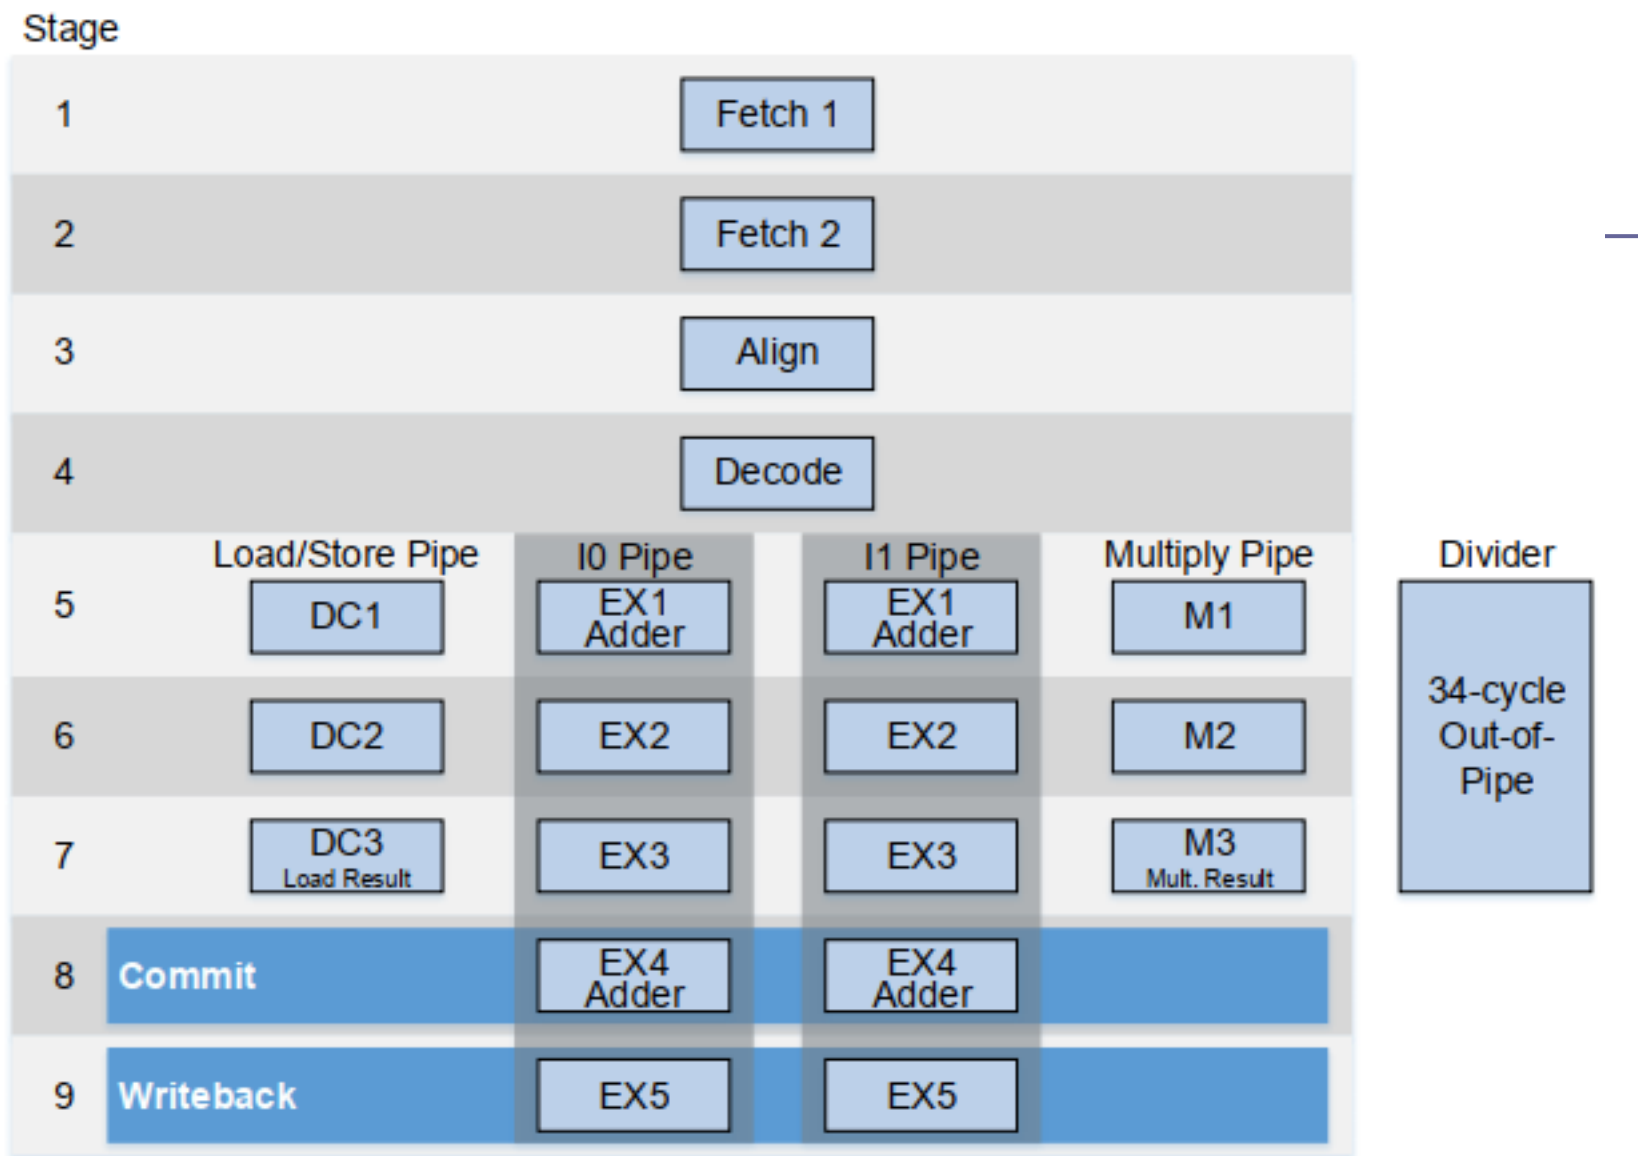 Stage
1
Fetch 1
2
Fetch 2
3
Align
4
Decode
Load/Store Pipe
I0 Pipe
I1 Pipe
Multiply Pipe
Divider
5
DC1
EX1
Adder
EX1
Adder
M1
34-cycle
Out-of-
Pipe
6
DC2
EX2
EX2
M2
7
DC3
Load Result
EX3
EX3
M3
Mult. Result
8
Commit
EX4
Adder
EX4
Adder
9
Writeback
EX5
EX5